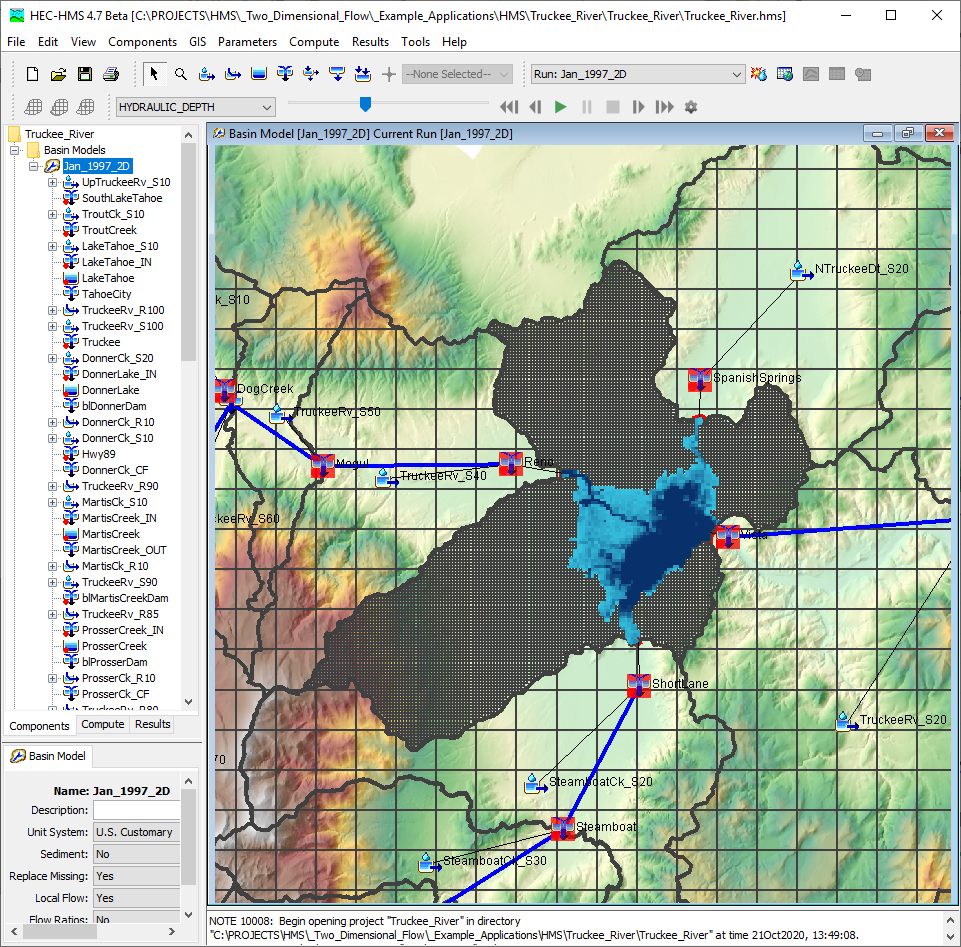 HEC-HMS 4.7 Beta [C:\PROJECTS\HMS\_Two_Dimensional_Flow\_Example_Applications\HMS\Truckee_River\Truckee_River\Truckee_River.hms]
File Edit View Components GIS Parameters Compute Results Tools Help
--None Selected-- Run: Jan_1997_2D
HYDRAULIC_DEPTH
Truckee_River
Basin Models
Jan_1997_2D
UpTruckeeRv_S10
SouthLakeTahoe
TroutCk_S10
TroutCreek
LakeTahoe_S10
LakeTahoe_IN
LakeTahoe
TahoeCity
TruckeeRv_R100
TruckeeRv_S100
Truckee
DonnerCk_S20
DonnerLake_IN
DonnerLake
blDonnerDam
DonnerCk_R10
DonnerCk_S10
Hwy89
DonnerCk_CF
TruckeeRv_R90
MartisCk_S10
MartisCreek_IN
MartisCreek
MartisCreek_OUT
MartisCk_R10
TruckeeRv_S90
blMartisCreekDam
TruckeeRv_R85
ProsserCreek_IN
ProsserCreek
blProsserDam
ProsserCk_R10
ProsserCk_CF
TruckeeRv_R80
Components Compute Results
Basin Model
Name: Jan_1997_2D
Description:
Unit System: U.S. Customary
Sediment: No
Replace Missing: Yes
Local Flow: Yes
Flow Ratios: No
Basin Model [Jan_1997_2D] Current Run [Jan_1997_2D]
NTruckeeDt_S20
k_S10
SpanishSprings
DogCreek
TruckeeRv_S50
Mogul
Reno
TruckeeRv_S40
ckeeRv_S60
Vista
ShortLane
TruckeeRv_S20
70
SteamboatCk_S20
Steamboat
SteamboatCk_S30
NOTE 10008: Begin opening project "Truckee_River" in directory
"C:\PROJECTS\HMS\_Two_Dimensional_Flow\_Example_Applications\HMS\Truckee_River\Truckee_River" at time 21Oct2020, 13:49:08.